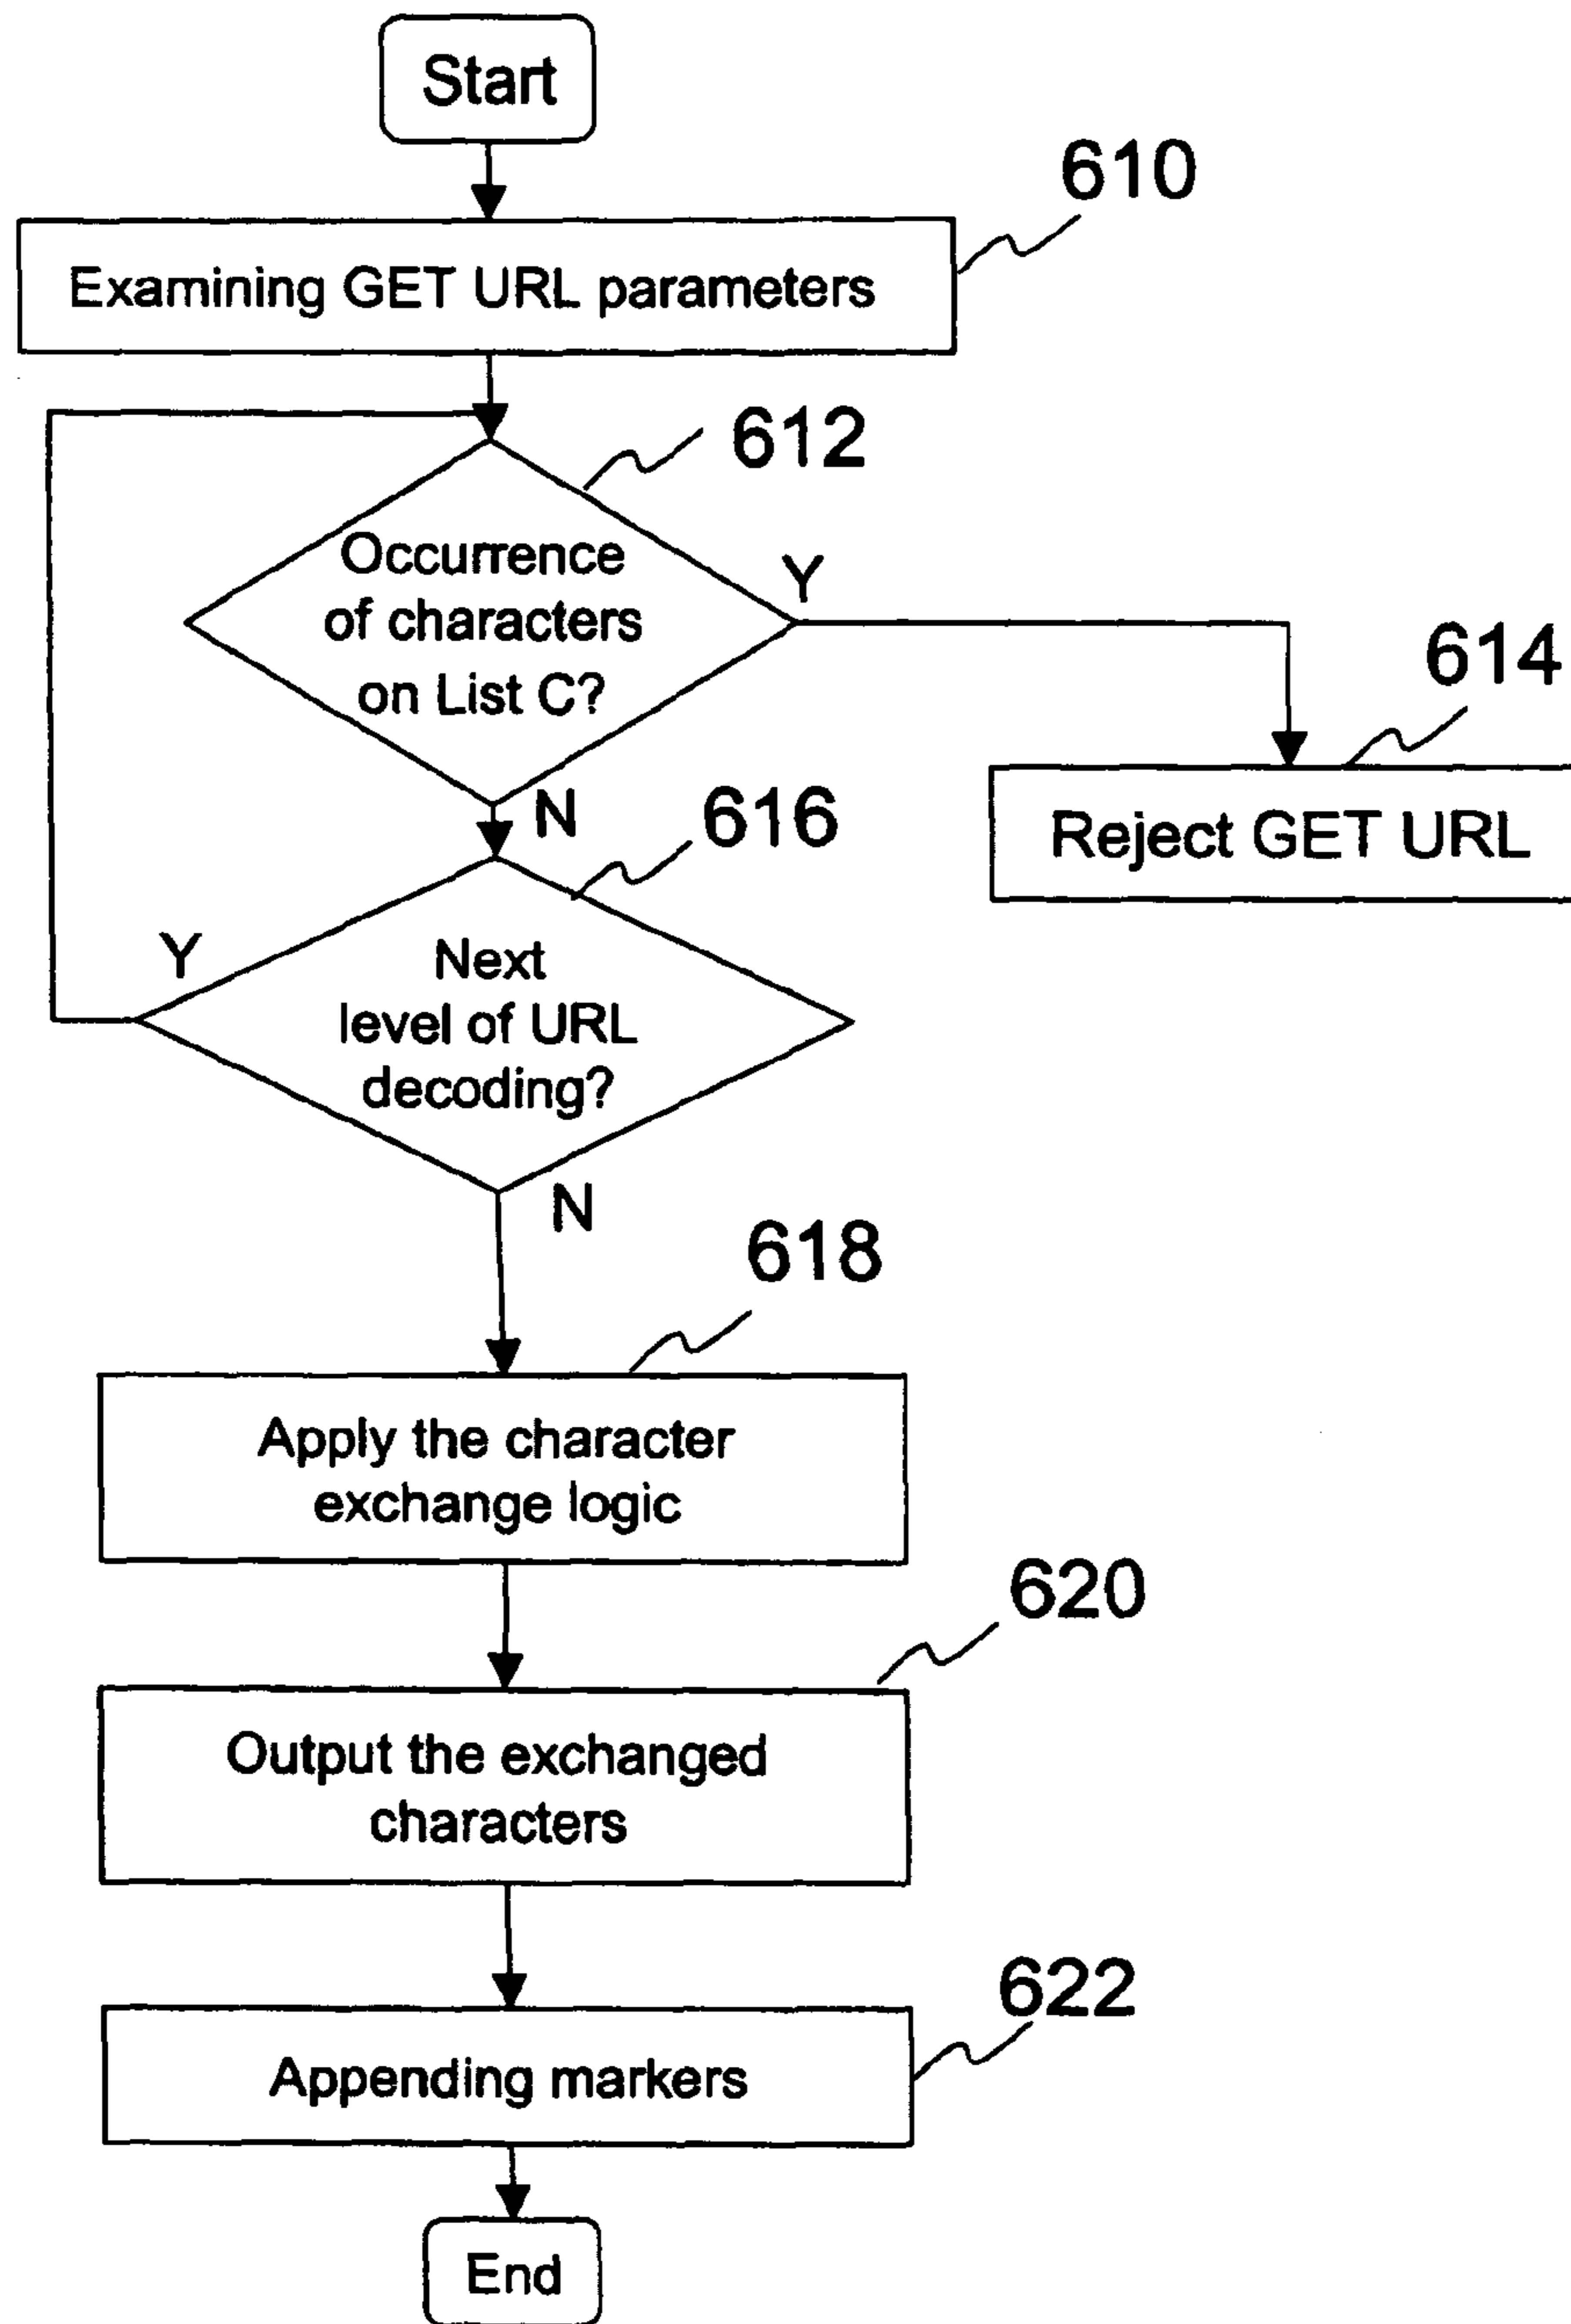 Start
610
Examining GET URL parameters
612
Occurrence
of characters
on List C?
Y
614
Reject GET URL
N
616
Y
Next
level of URL
decoding?
N
618
Apply the character
exchange logic
620
Output the exchanged
characters
622
Appending markers
End